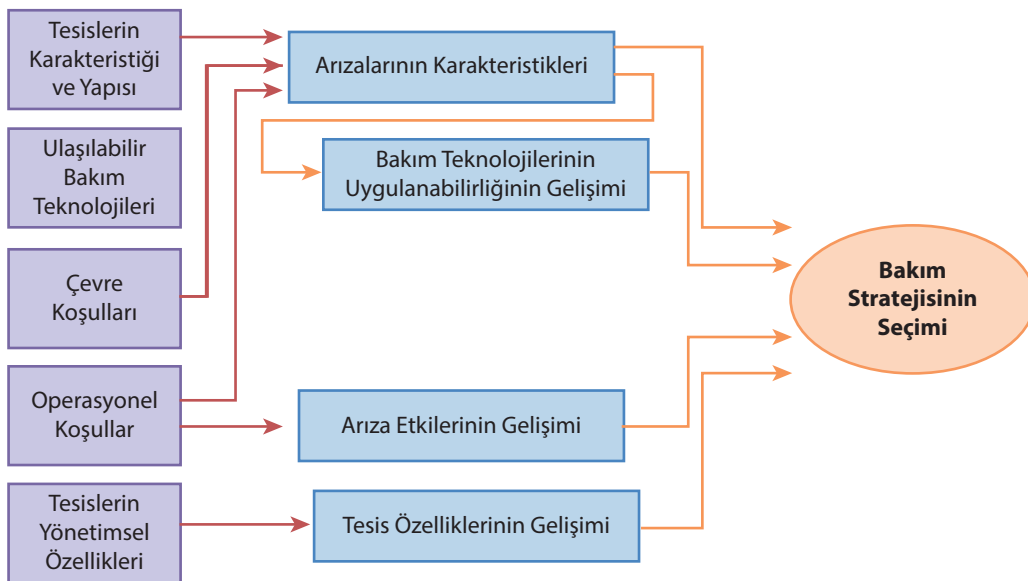 Tesislerin
Karakteristiği
ve Yapısı
Ulaşılabilir
Bakım
Teknolojileri
Çevre
Koşulları
Operasyonel
Koşullar
Tesislerin
Yönetimsel
Özellikleri
Arızalarının Karakteristikleri
Bakım Teknolojilerinin
Uygulanabilirliğinin Gelişimi
Arıza Etkilerinin Gelişimi
Tesis Özelliklerinin Gelişimi
Bakım
Stratejisinin
Seçimi